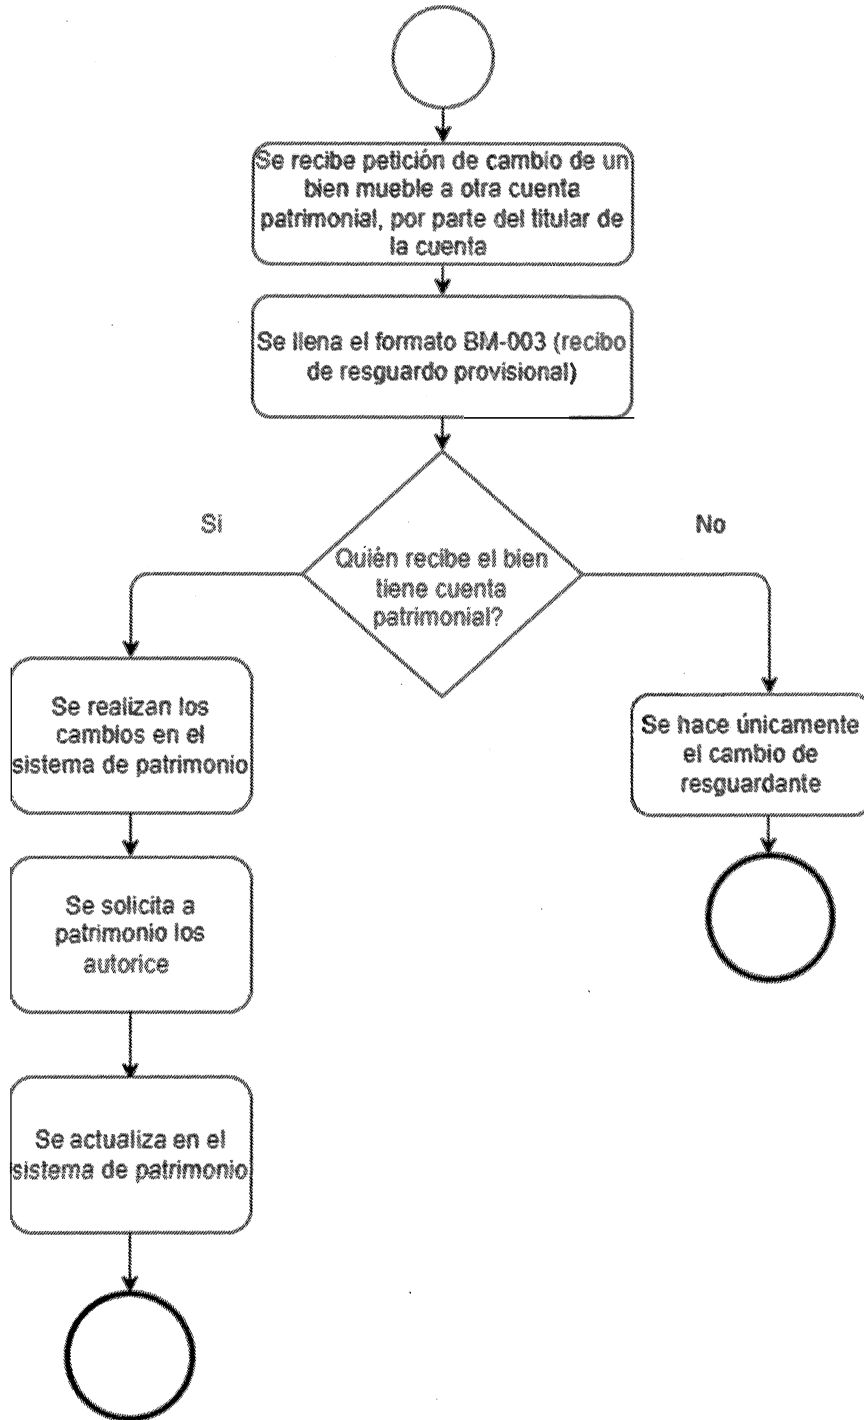 Se recibe petición de cambio de un
bien mueble a otra cuenta
patrimonial, por parte del titular de
la cuenta
Se llena el formato BM-003 (recibo
de resguardo provisional)
Si
No
Quién recibe el bien
tiene cuenta
patrimonial?
Se realizan los
cambios en el
sistema de patrimonio
Se hace únicamente
el cambio de
resguardante
Se solicita a
patrimonio los
autorice
Se actualiza en el
sistema de patrimonio